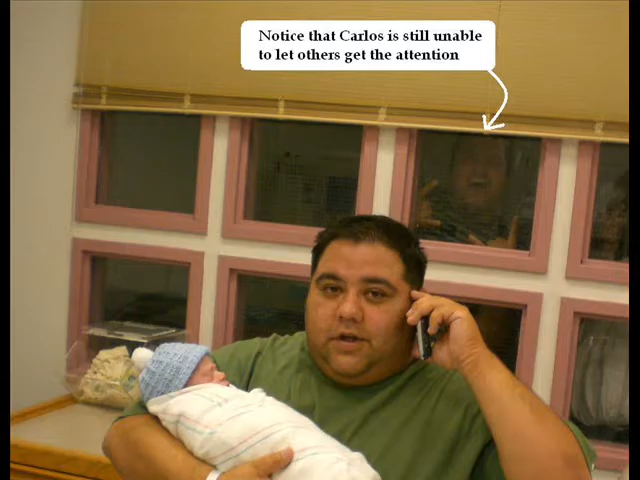 Notice that Carlos is still unable
to let others get the attention